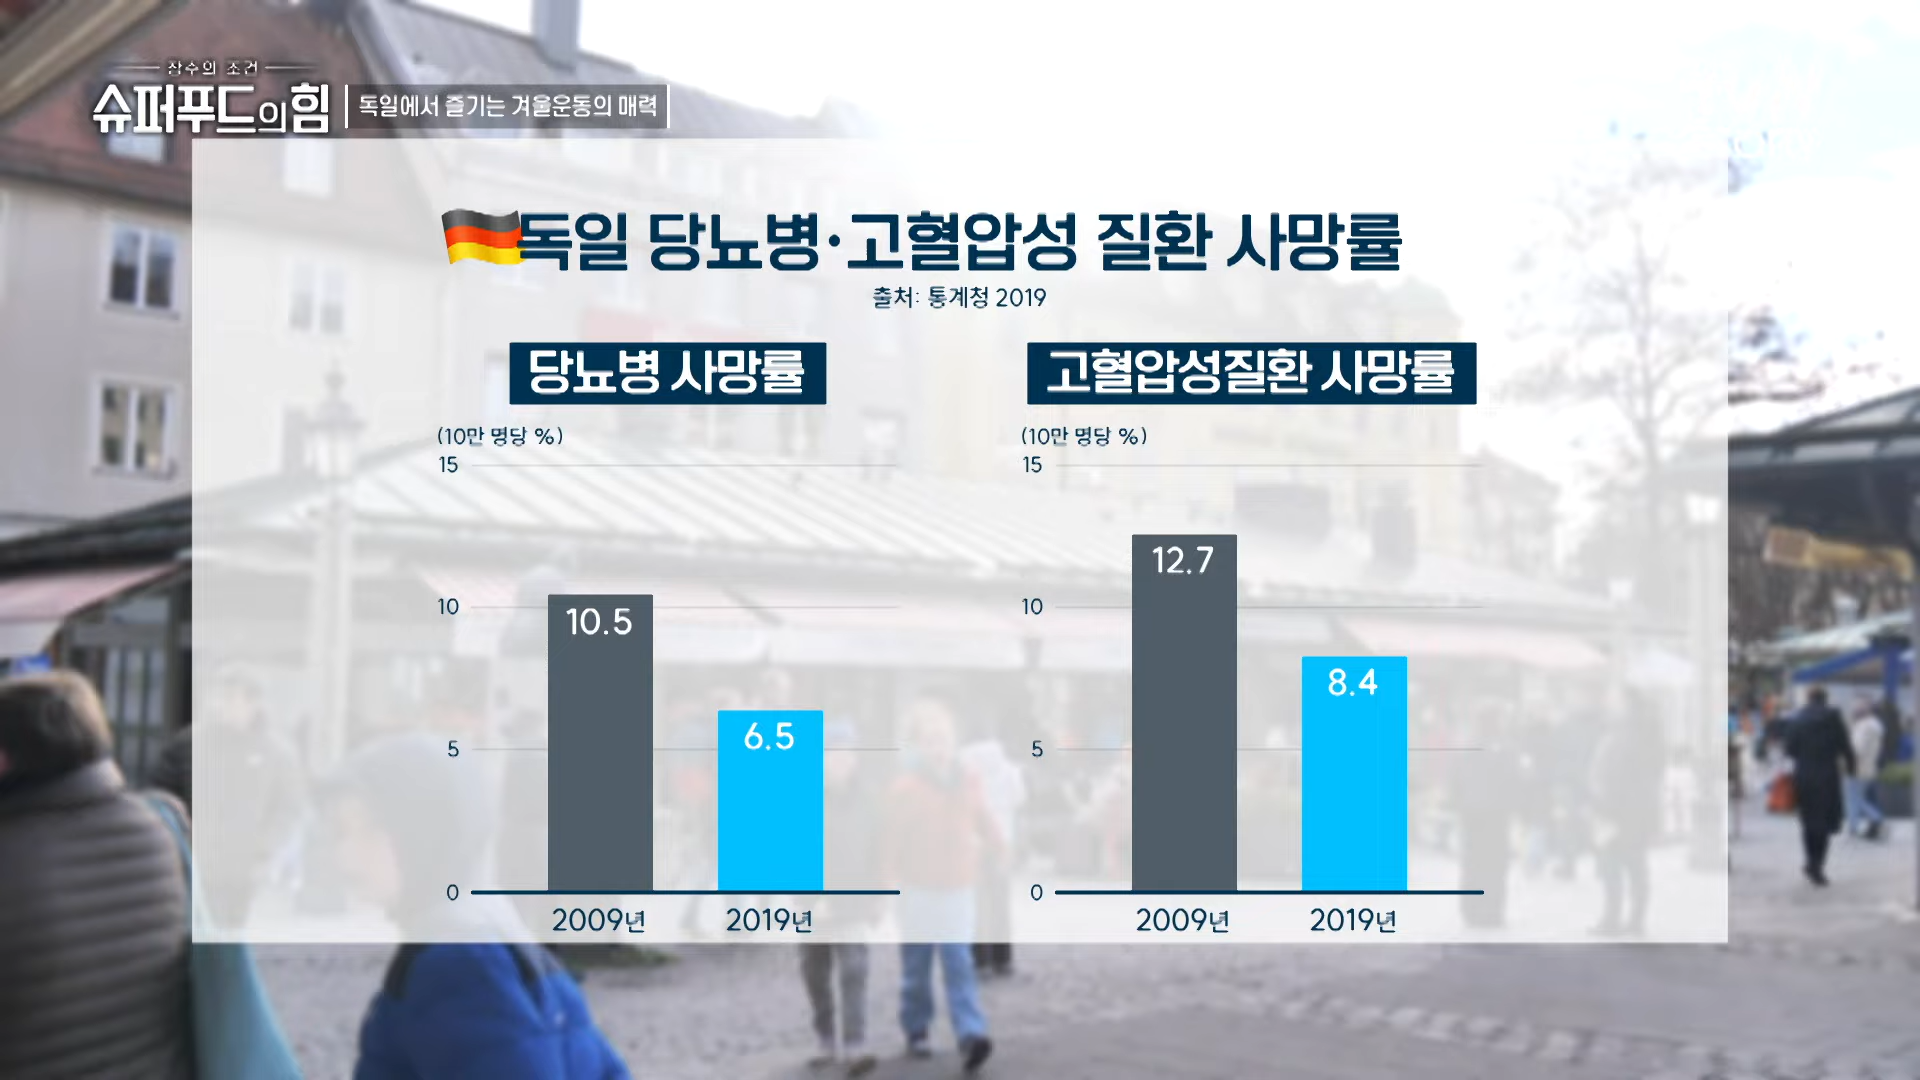 장수의 조건
슈퍼푸드의 힘
독일에서 즐기는 겨울운동의 매력
독일 당뇨병·고혈압성 질환 사망률
출처: 통계청 2019
당뇨병 사망률
(10만 명당 %)
15
10
5
0
10.5
6.5
2009년
2019년
고혈압성질환 사망률
(10만 명당 %)
15
10
5
0
12.7
8.4
2009년
2019년